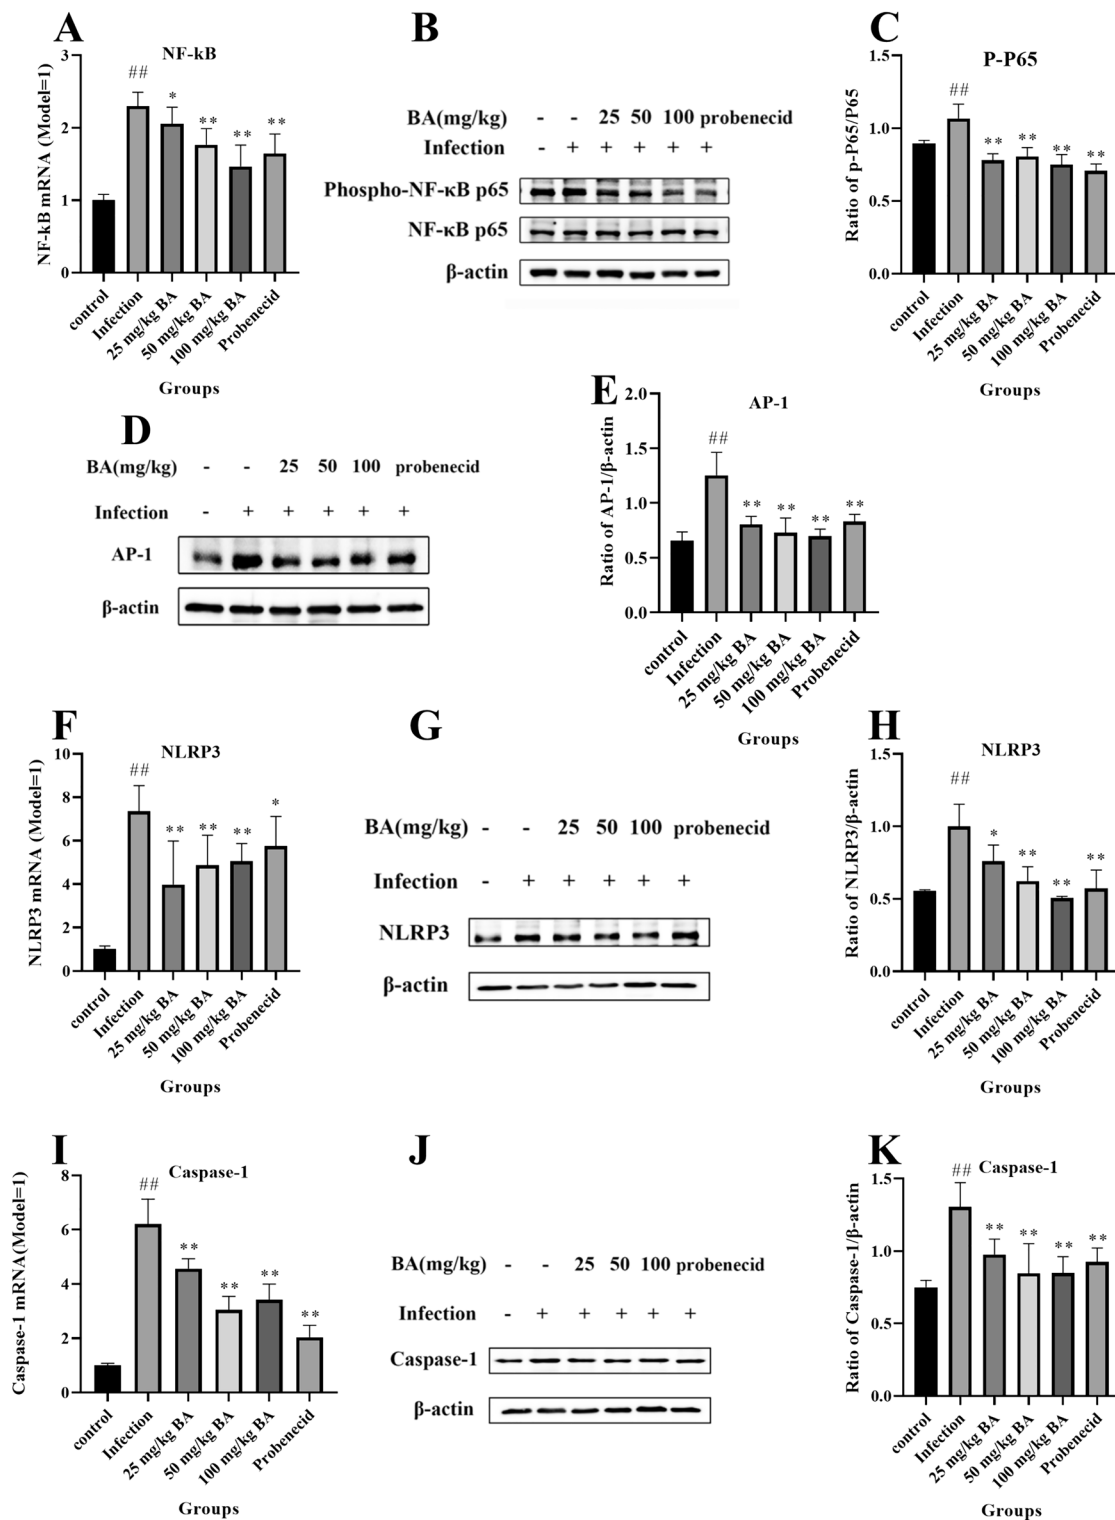 A
NF-kB
NF-kB mRNA (Model=1)
3
2
1
0
##
*
**
**
**
control
Infection
25 mg/kg BA
50 mg/kg BA
100 mg/kg BA
Probenecid
Groups
B
BA(mg/kg) - - 25 50 100 probenecid
Infection - + + + + +
Phospho-NF-κB p65
NF-κB p65
β-actin
C
P-P65
Ratio of p-P65/P65
1.5
1.0
0.5
0.0
##
**
**
**
**
control
Infection
25 mg/kg BA
50 mg/kg BA
100 mg/kg BA
Probenecid
Groups
D
BA(mg/kg) - - 25 50 100 probenecid
Infection - + + + + +
AP-1
β-actin
E
AP-1
Ratio of AP-1/β-actin
2.0
1.5
1.0
0.5
0.0
##
**
**
**
**
control
Infection
25 mg/kg BA
50 mg/kg BA
100 mg/kg BA
Probenecid
Groups
F
NLRP3
NLRP3 mRNA (Model=1)
10
8
6
4
2
0
##
**
**
**
*
control
Infection
25 mg/kg BA
50 mg/kg BA
100 mg/kg BA
Probenecid
Groups
G
BA(mg/kg) - - 25 50 100 probenecid
Infection - + + + + +
NLRP3
β-actin
H
NLRP3
Ratio of NLRP3/β-actin
1.5
1.0
0.5
0.0
##
*
**
**
**
control
Infection
25 mg/kg BA
50 mg/kg BA
100 mg/kg BA
Probenecid
Groups
I
Caspase-1
Caspase-1 mRNA(Model=1)
8
6
4
2
0
##
**
**
**
**
control
Infection
25 mg/kg BA
50 mg/kg BA
100 mg/kg BA
Probenecid
Groups
J
BA(mg/kg) - - 25 50 100 probenecid
Infection - + + + + +
Caspase-1
β-actin
K
Caspase-1
Ratio of Caspase-1/β-actin
1.5
1.0
0.5
0.0
##
**
**
**
**
control
Infection
25 mg/kg BA
50 mg/kg BA
100 mg/kg BA
Probenecid
Groups